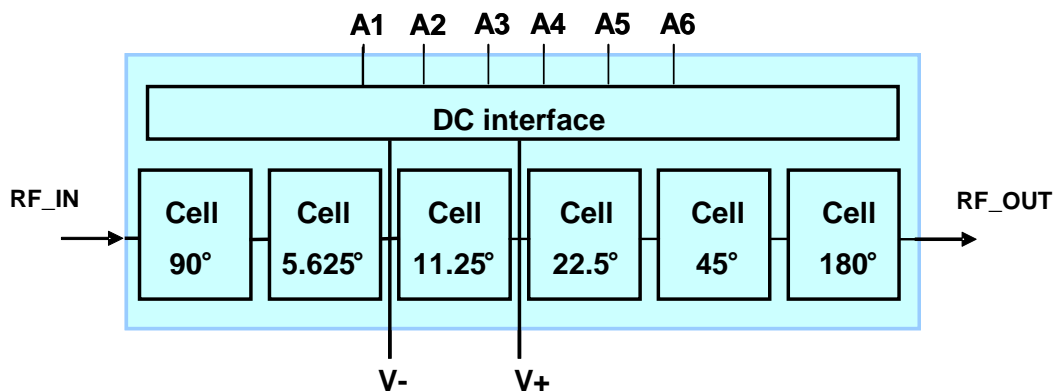 A1 A2 A3 A4 A5 A6
DC interface
RF_IN
Cell 90°
Cell 5.625°
Cell 11.25°
Cell 22.5°
Cell 45°
Cell 180°
RF_OUT
V- V+